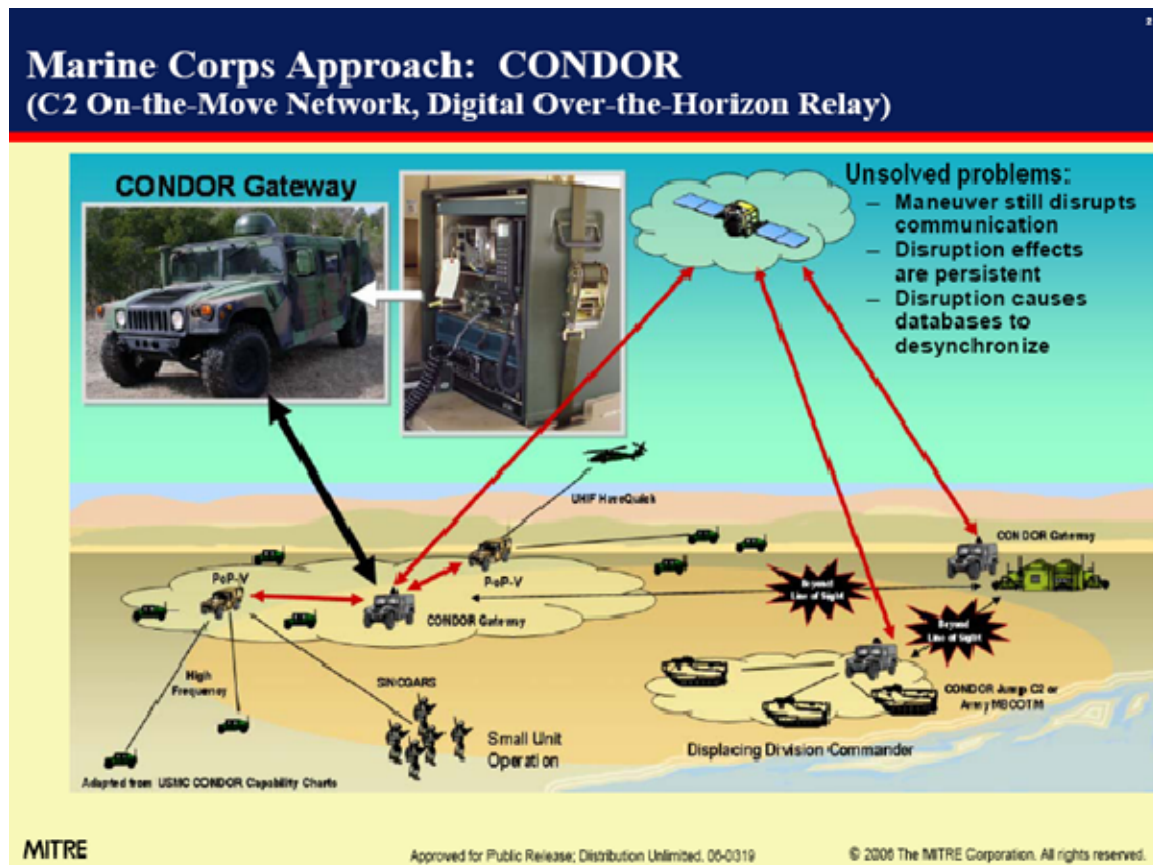 2
Marine Corps Approach: CONDOR
(C2 On-the-Move Network, Digital Over-the-Horizon Relay)
CONDOR Gateway
Unsolved problems:
– Maneuver still disrupts
communication
– Disruption effects
are persistent
– Disruption causes
databases to
desynchronize
UHF HaveQuick
CONDOR Gateway
PoP-V
PoP-V
CONDOR Gateway
Beyond
Line of Sight
Beyond
Line of Sight
High
Frequency
SINCGARS
Small Unit
Operation
CONDOR Jump C2 or
Army MBCOTM
Displacing Division Commander
Adapted from USMC CONDOR Capability Charts
MITRE
Approved for Public Release; Distribution Unlimited. 06-0319
© 2006 The MITRE Corporation. All rights reserved.